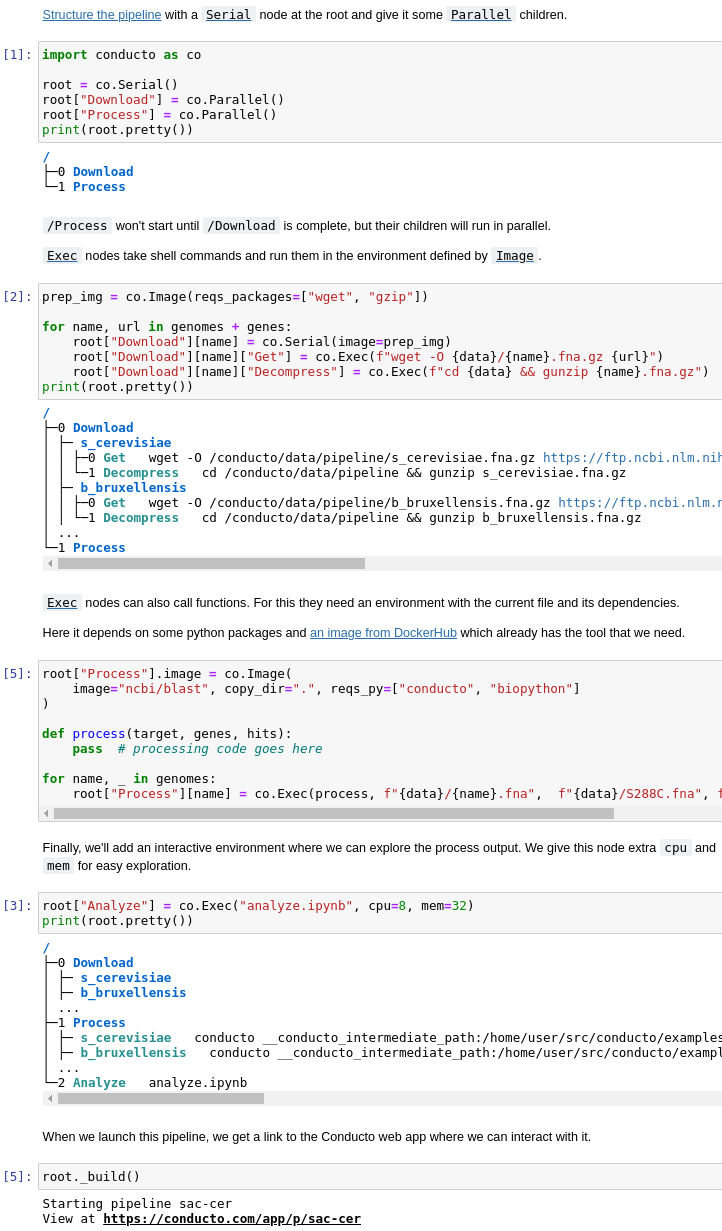 Structure the pipeline with a Serial node at the root and give it some Parallel children.
[1]: import conducto as co
root = co.Serial()
root["Download"] = co.Parallel()
root["Process"] = co.Parallel()
print(root.pretty())
/
├─0 Download
└─1 Process
/Process won't start until /Download is complete, but their children will run in parallel.
Exec nodes take shell commands and run them in the environment defined by Image .
[2]: prep_img = co.Image(reqs_packages=["wget", "gzip"])
for name, url in genomes + genes:
    root["Download"][name] = co.Serial(image=prep_img)
    root["Download"][name]["Get"] = co.Exec(f"wget -O {data}/{name}.fna.gz {url}")
    root["Download"][name]["Decompress"] = co.Exec(f"cd {data} && gunzip {name}.fna.gz")
print(root.pretty())
/
├─0 Download
│ ├─ s_cerevisiae
│ │ ├─0 Get   wget -O /conducto/data/pipeline/s_cerevisiae.fna.gz https://ftp.ncbi.nlm.nih
│ │ └─1 Decompress   cd /conducto/data/pipeline && gunzip s_cerevisiae.fna.gz
│ ├─ b_bruxellensis
│ │ ├─0 Get   wget -O /conducto/data/pipeline/b_bruxellensis.fna.gz https://ftp.ncbi.nlm.n
│ │ └─1 Decompress   cd /conducto/data/pipeline && gunzip b_bruxellensis.fna.gz
│ ...
└─1 Process
Exec nodes can also call functions. For this they need an environment with the current file and its dependencies.
Here it depends on some python packages and an image from DockerHub which already has the tool that we need.
[5]: root["Process"].image = co.Image(
    image="ncbi/blast", copy_dir=".", reqs_py=["conducto", "biopython"]
)
def process(target, genes, hits):
    pass  # processing code goes here
for name, _ in genomes:
    root["Process"][name] = co.Exec(process, f"{data}/{name}.fna",  f"{data}/S288C.fna", f
Finally, we'll add an interactive environment where we can explore the process output. We give this node extra cpu and
mem for easy exploration.
[3]: root["Analyze"] = co.Exec("analyze.ipynb", cpu=8, mem=32)
print(root.pretty())
/
├─0 Download
│ ├─ s_cerevisiae
│ ├─ b_bruxellensis
│ ...
├─1 Process
│ ├─ s_cerevisiae   conducto __conducto_intermediate_path:/home/user/src/conducto/examples
│ ├─ b_bruxellensis   conducto __conducto_intermediate_path:/home/user/src/conducto/exampl
│ ...
└─2 Analyze   analyze.ipynb
When we launch this pipeline, we get a link to the Conducto web app where we can interact with it.
[5]: root._build()
Starting pipeline sac-cer
View at https://conducto.com/app/p/sac-cer